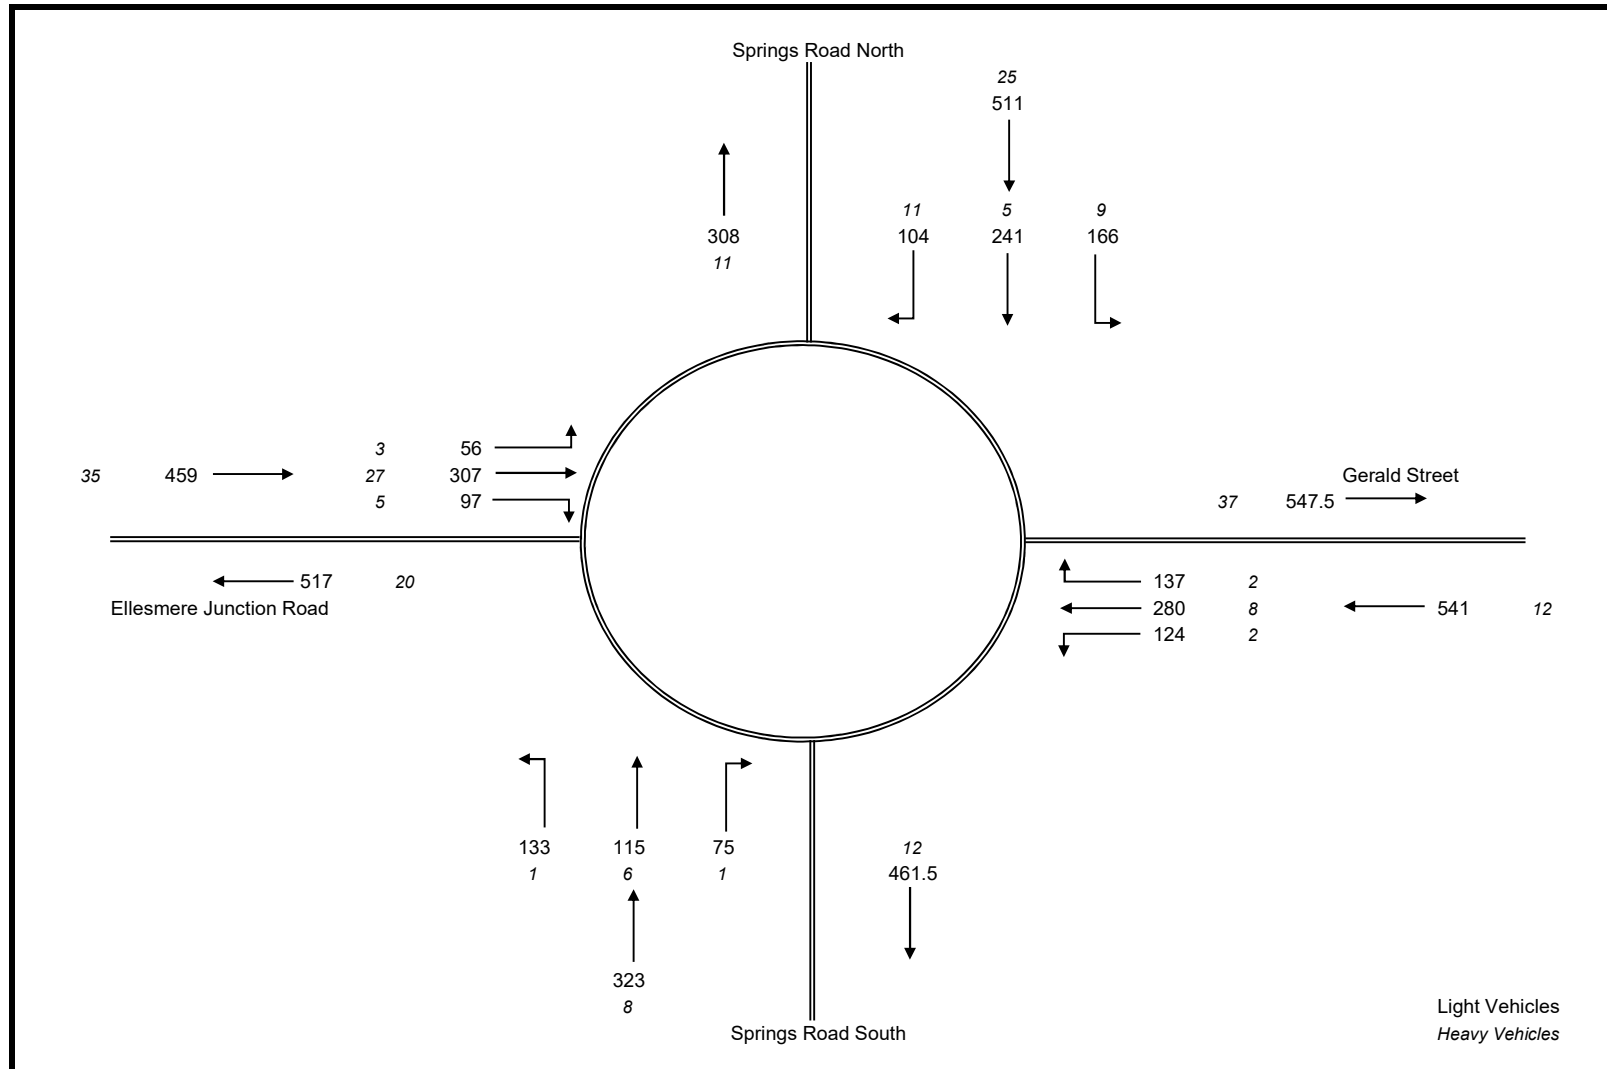 Springs Road North
25
511
11 5 9
308 104 241 166
11
3 56
35 459 27 307
5 97
Gerald Street
37 547.5
517 20
Ellesmere Junction Road
137 2
280 8 541 12
124 2
133 115 75
1 6 1
12
461.5
323
8
Springs Road South
Light Vehicles
Heavy Vehicles